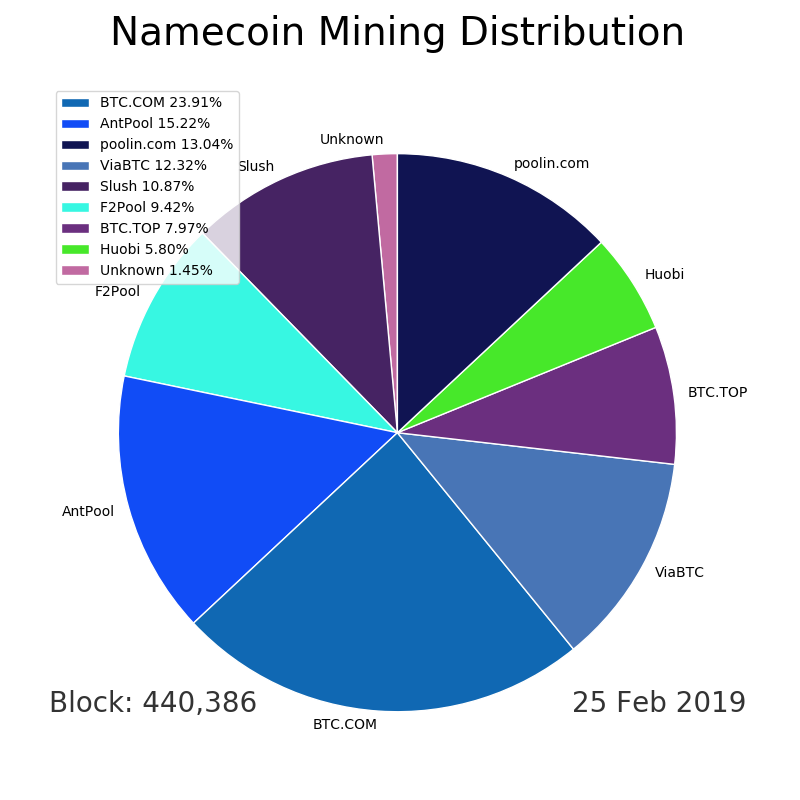 Namecoin Mining Distribution
BTC.COM 23.91%
AntPool 15.22%
poolin.com 13.04%
ViaBTC 12.32%
Slush 10.87%
F2Pool 9.42%
BTC.TOP 7.97%
Huobi 5.80%
Unknown 1.45%
Unknown
poolin.com
Slush
Huobi
F2Pool
BTC.TOP
AntPool
ViaBTC
BTC.COM
Block: 440,386
25 Feb 2019